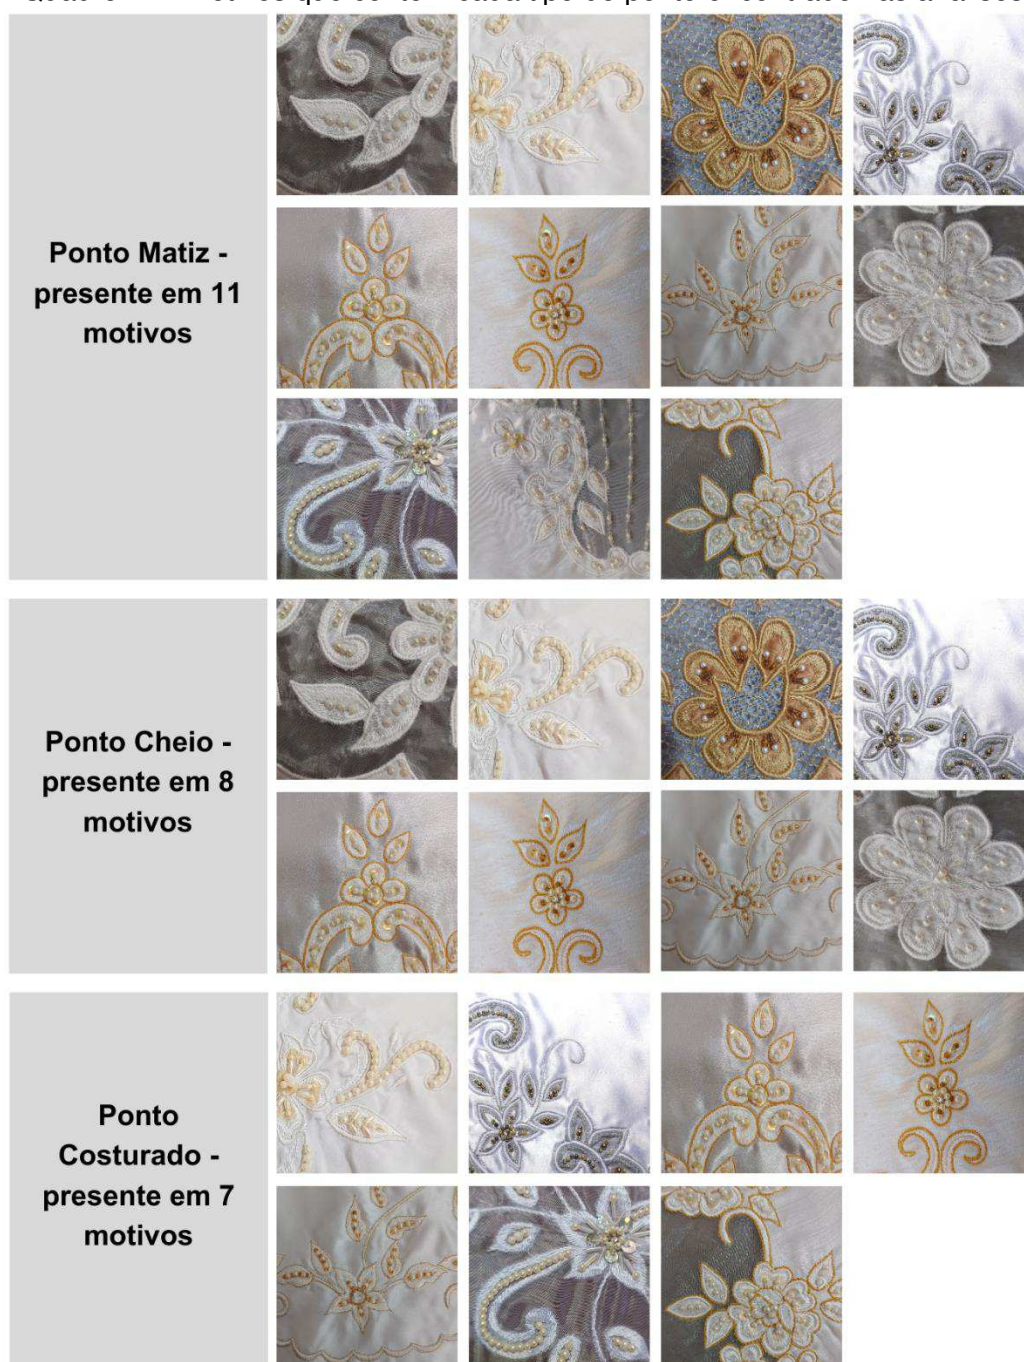 Ponto Matiz -
presente em 11
motivos
Ponto Cheio -
presente em 8
motivos
Ponto
Costurado -
presente em 7
motivos